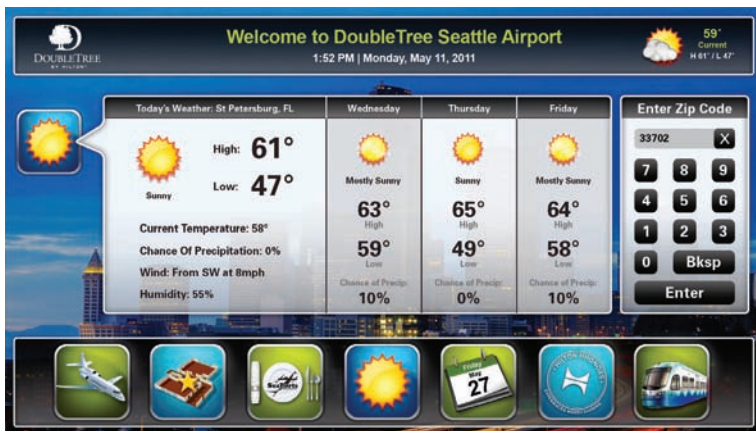 DOUBLETREE
BY HILTON™
Welcome to DoubleTree Seattle Airport
1:52 PM | Monday, May 11, 2011
59°
Current
H 61° / L 47°
Today's Weather: St Petersburg, FL
Sunny
High: 61°
Low: 47°
Current Temperature: 58°
Chance Of Precipitation: 0%
Wind: From SW at 8mph
Humidity: 55%
Wednesday
Mostly Sunny
63°
High
59°
Low
Chance of Precip:
10%
Thursday
Sunny
65°
High
49°
Low
Chance of Precip:
0%
Friday
Mostly Sunny
64°
High
58°
Low
Chance of Precip:
10%
Enter Zip Code
33702 X
7 8 9
4 5 6
1 2 3
0 Bksp
Enter
SeaPorts
Friday
May
27